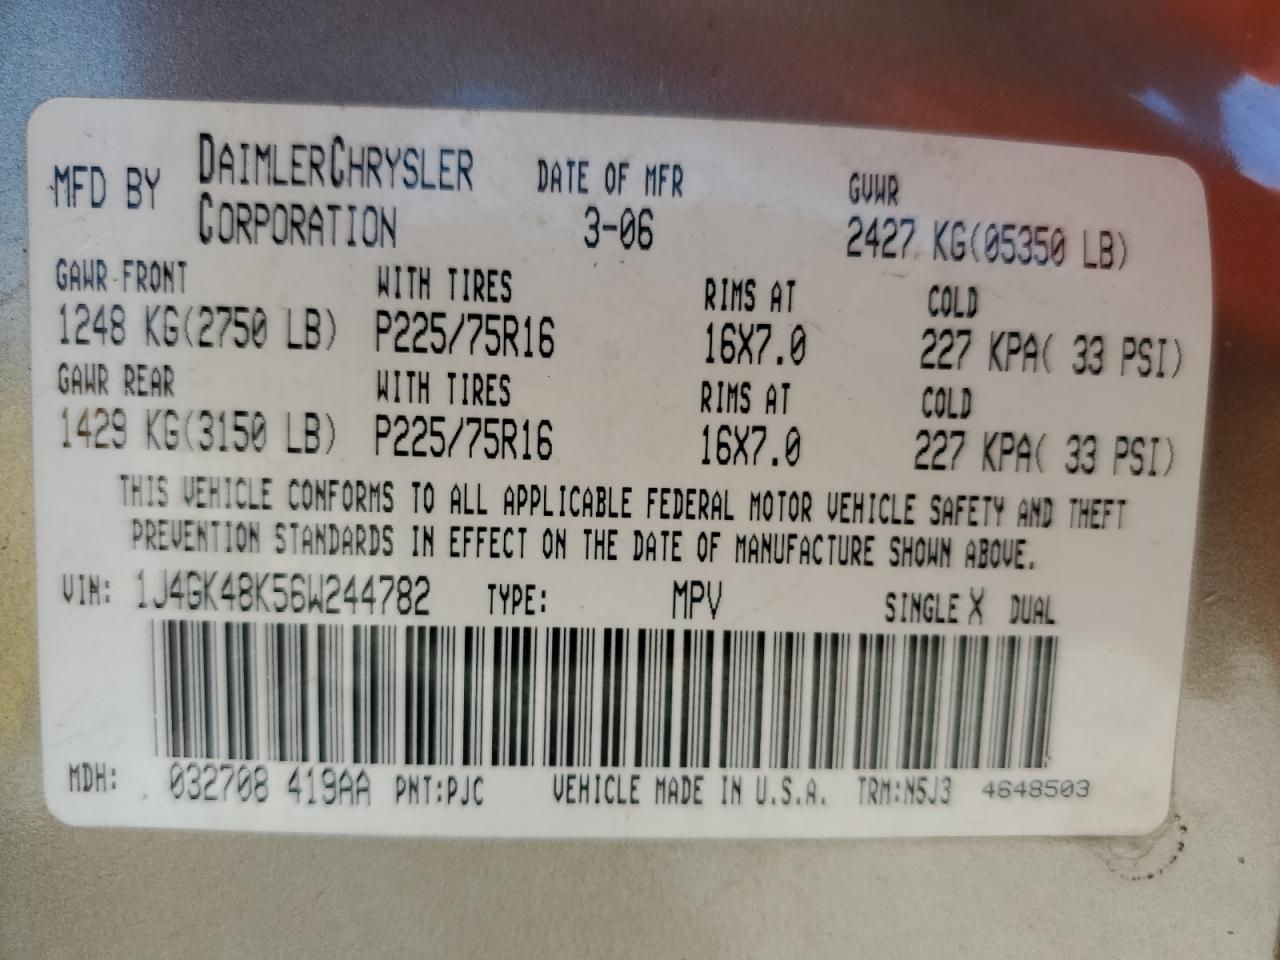 MFD BY DAIMLERCHRYSLER CORPORATION DATE OF MFR 3-06 GVWR 2427 KG(05350 LB)
GAWR FRONT WITH TIRES RIMS AT COLD
1248 KG(2750 LB) P225/75R16 16X7.0 227 KPA( 33 PSI)
GAWR REAR WITH TIRES RIMS AT COLD
1429 KG(3150 LB) P225/75R16 16X7.0 227 KPA( 33 PSI)
THIS VEHICLE CONFORMS TO ALL APPLICABLE FEDERAL MOTOR VEHICLE SAFETY AND THEFT
PREVENTION STANDARDS IN EFFECT ON THE DATE OF MANUFACTURE SHOWN ABOVE.
VIN: 1J4GK48K56W244782 TYPE: MPV SINGLE X DUAL
MDH: 032708 419AA PNT:PJC VEHICLE MADE IN U.S.A. TRM:N5J3 4648503